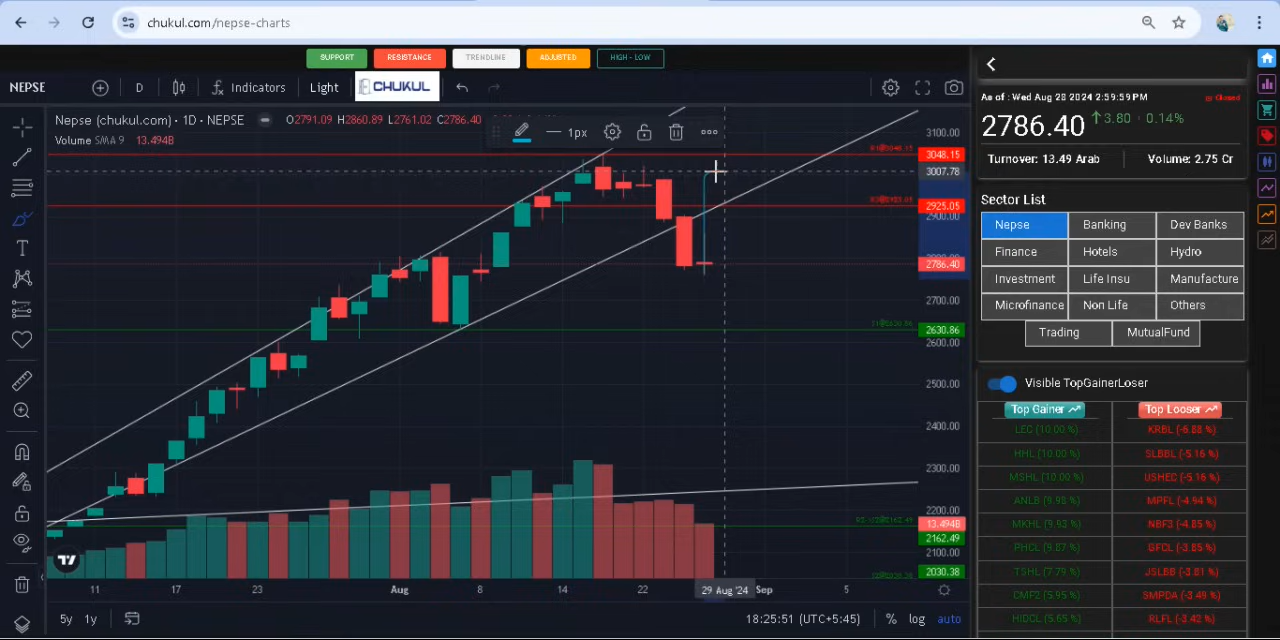 chukul.com/nepse-charts
SUPPORT RESISTANCE TRENDLINE ADJUSTED HIGH - LOW
NEPSE D Indicators Light CHUKUL
Nepse (chukul.com) · 1D · NEPSE O2791.09 H2860.89 L2761.02 C2786.40
1px
Volume SMA 9 13.494B
3100.00
3048.15
3007.78
2925.05
2900.00
2786.40
2700.00
2630.86
2600.00
2500.00
2400.00
2300.00
2200.00
13.494B
2162.49
2100.00
2030.38
11 17 23 Aug 8 14 22 29 Aug '24 Sep 5
5y 1y 18:25:51 (UTC+5:45) % log auto
As of : Wed Aug 28 2024 2:59:59 PM Closed
2786.40 3.80 · 0.14%
Turnover: 13.49 Arab Volume: 2.75 Cr
Sector List
Nepse Banking Dev Banks
Finance Hotels Hydro
Investment Life Insu Manufacture
Microfinance Non Life Others
Trading MutualFund
Visible TopGainerLoser
Top Gainer Top Looser
LEC (10.00 %) KRBL (-6.88 %)
HHL (10.00 %) SLBBL (-5.16 %)
MSHL (10.00 %) USHEC (-5.16 %)
ANLB (9.98 %) MPFL (-4.94 %)
MKHL (9.93 %) NBF3 (-4.85 %)
PHCL (9.87 %) GFCL (-3.85 %)
TSHL (7.79 %) JSLBB (-3.81 %)
CMF2 (5.95 %) SMPDA (-3.49 %)
HIDCL (5.65 %) RLFL (-3.42 %)